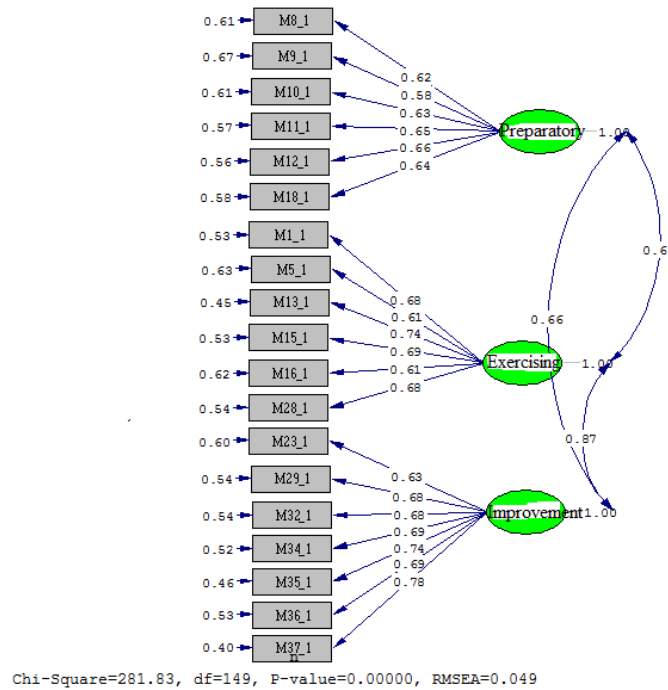 0.61 M8_1
0.62
0.67 M9_1
0.58
0.61 M10_1
0.63
0.57 M11_1
0.65
Preparatory 1.00
0.56 M12_1
0.66
0.58 M18_1
0.64
0.53 M1_1
0.6
0.63 M5_1
0.68
0.45 M13_1
0.61
0.66
0.74
0.53 M15_1
0.69
Exercising 1.00
0.62 M16_1
0.61
0.54 M28_1
0.68
0.60 M23_1
0.87
0.54 M29_1
0.63
0.68
0.54 M32_1
0.68
Improvement 1.00
0.52 M34_1
0.69
0.74
0.46 M35_1
0.69
0.78
0.53 M36_1
0.40 M37_1
n
Chi-Square=281.83, df=149, P-value=0.00000, RMSEA=0.049